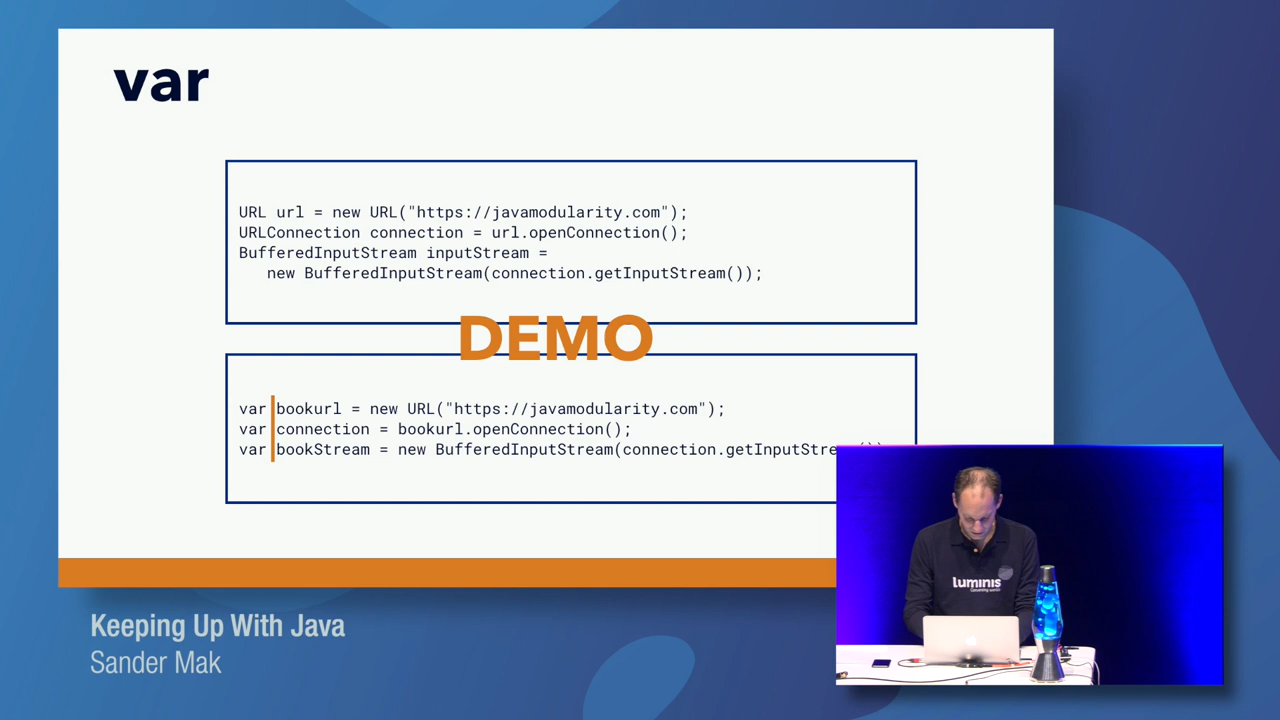 var
URL url = new URL("https://javamodularity.com");
URLConnection connection = url.openConnection();
BufferedInputStream inputStream =
new BufferedInputStream(connection.getInputStream());
DEMO
var bookurl = new URL("https://javamodularity.com");
var connection = bookurl.openConnection();
var bookStream = new BufferedInputStream(connection.getInputStre
luminis
Keeping Up With Java
Sander Mak